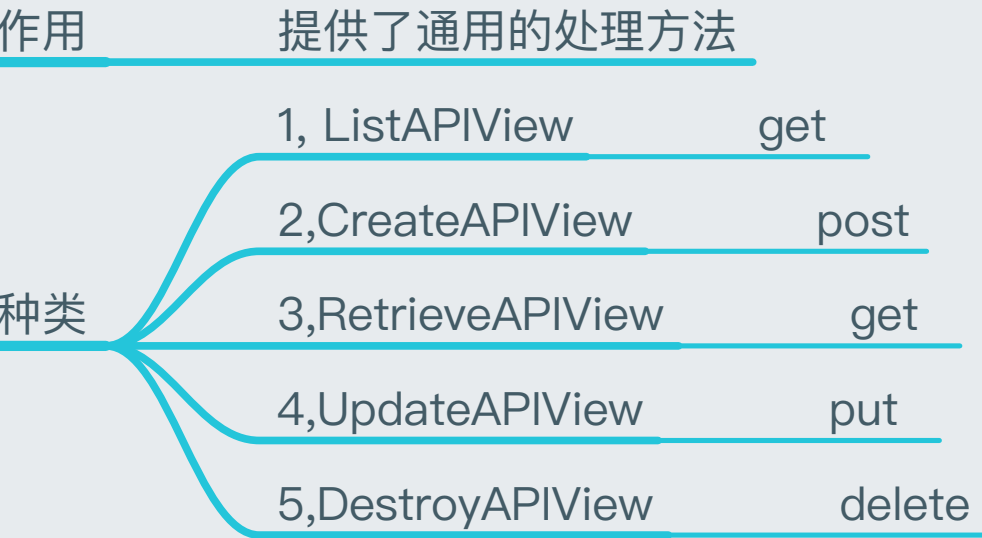 作用 提供了通用的处理方法
1, ListAPIView get
2,CreateAPIView post
种类 3,RetrieveAPIView get
4,UpdateAPIView put
5,DestroyAPIView delete